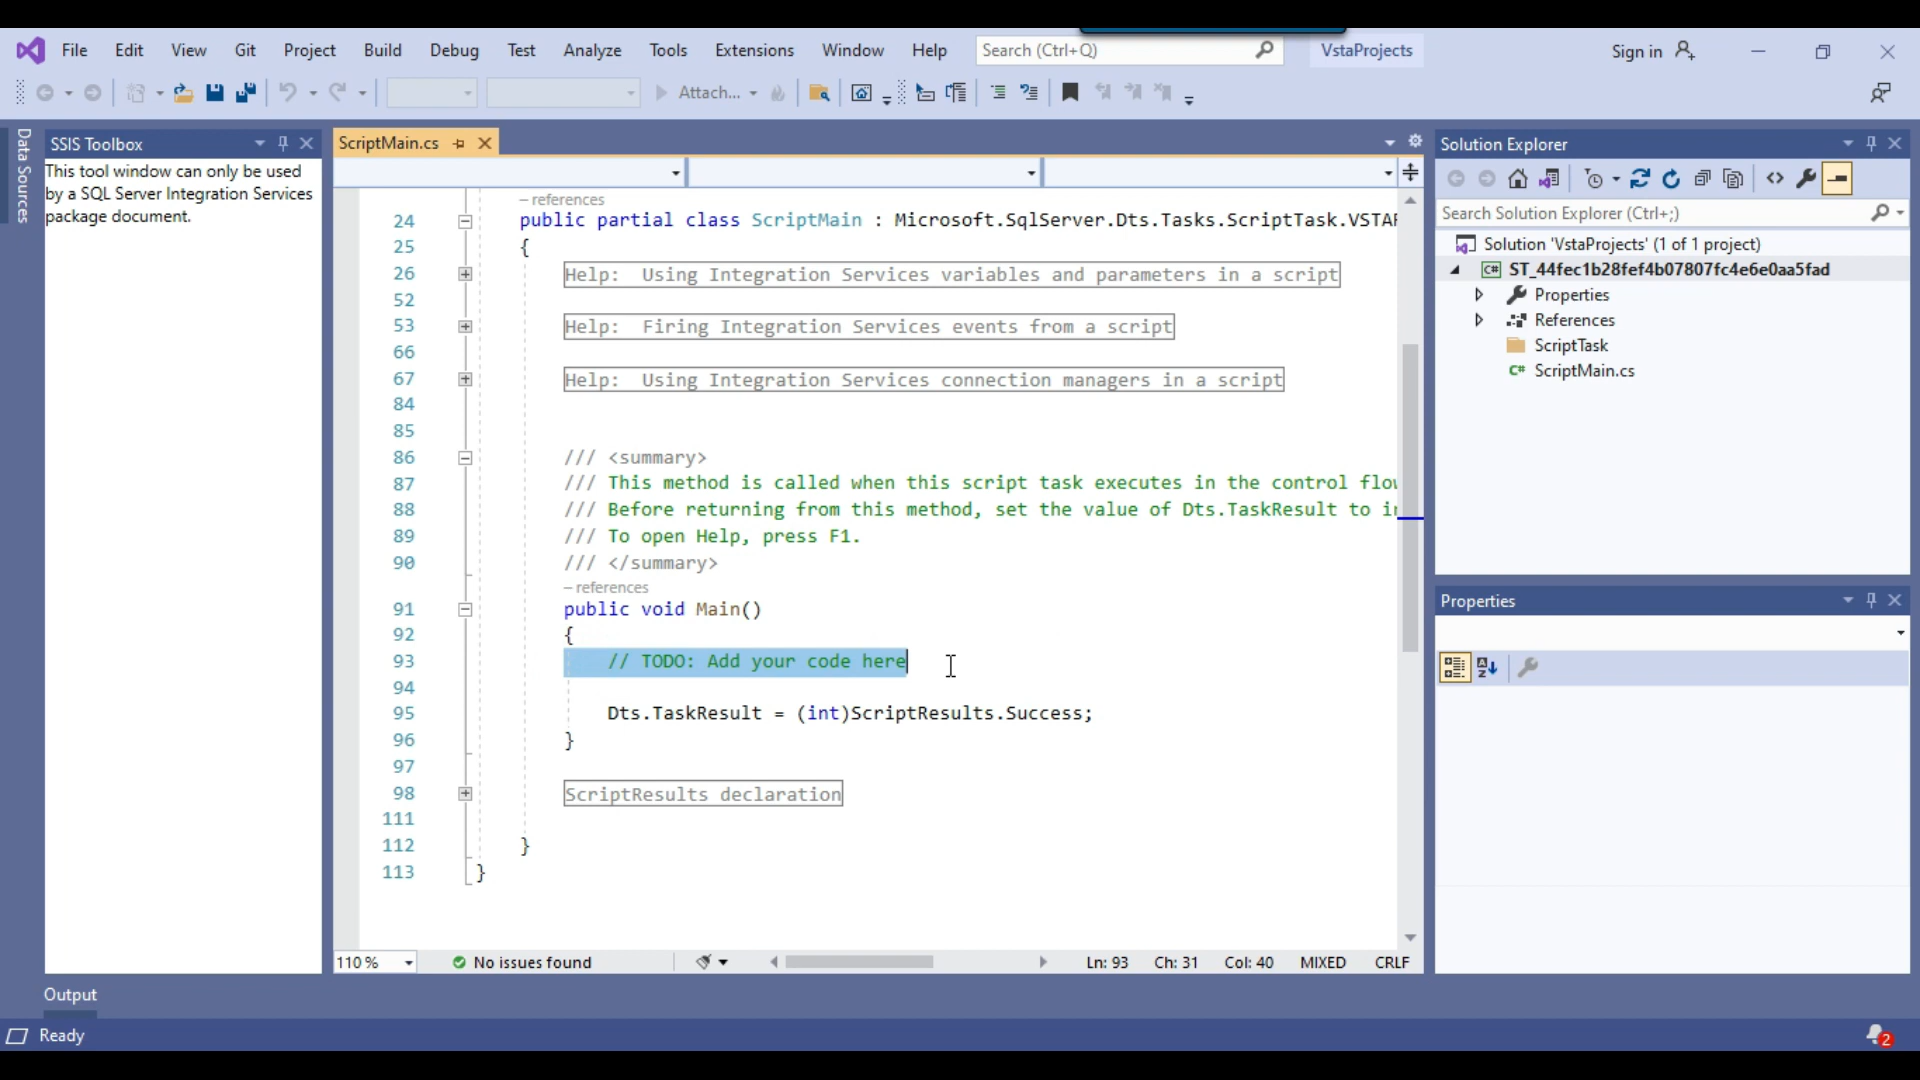 File Edit View Git Project Build Debug Test Analyze Tools Extensions Window Help Search (Ctrl+Q) VstaProjects Sign in
Attach...
Data Sources
SSIS Toolbox
This tool window can only be used
by a SQL Server Integration Services
package document.
ScriptMain.cs
– references
24 public partial class ScriptMain : Microsoft.SqlServer.Dts.Tasks.ScriptTask.VSTAR
25 {
26 Help: Using Integration Services variables and parameters in a script
52
53 Help: Firing Integration Services events from a script
66
67 Help: Using Integration Services connection managers in a script
84
85
86 /// <summary>
87 /// This method is called when this script task executes in the control flow
88 /// Before returning from this method, set the value of Dts.TaskResult to in
89 /// To open Help, press F1.
90 /// </summary>
– references
91 public void Main()
92 {
93 // TODO: Add your code here
94
95 Dts.TaskResult = (int)ScriptResults.Success;
96 }
97
98 ScriptResults declaration
111
112 }
113 }
110 % No issues found Ln: 93 Ch: 31 Col: 40 MIXED CRLF
Solution Explorer
Search Solution Explorer (Ctrl+;)
Solution 'VstaProjects' (1 of 1 project)
C# ST_44fec1b28fef4b07807fc4e6e0aa5fad
Properties
References
ScriptTask
C# ScriptMain.cs
Properties
Output
Ready
2